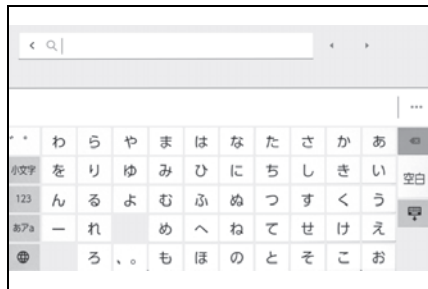 ゛゜ わ ら や ま は な た さ か あ
小文字 を り ゆ み ひ に ち し き い 空白
123 ん る よ む ふ ぬ つ す く う
あアa ー れ め へ ね て せ け え
ろ 、。 も ほ の と そ こ お